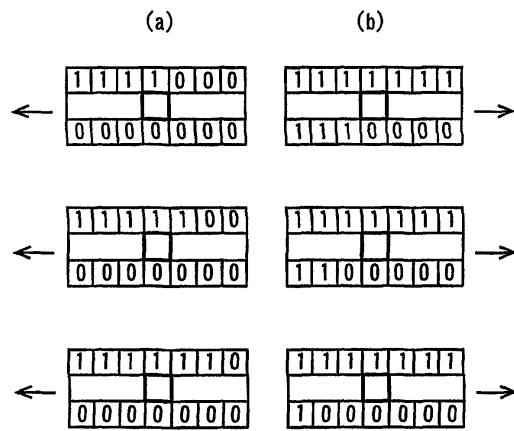 (a) (b)
1 1 1 1 0 0 0 1 1 1 1 1 1 1
0 0 0 0 0 0 0 1 1 1 0 0 0 0
1 1 1 1 1 0 0 1 1 1 1 1 1 1
0 0 0 0 0 0 0 1 1 0 0 0 0 0
1 1 1 1 1 1 0 1 1 1 1 1 1 1
0 0 0 0 0 0 0 1 0 0 0 0 0 0